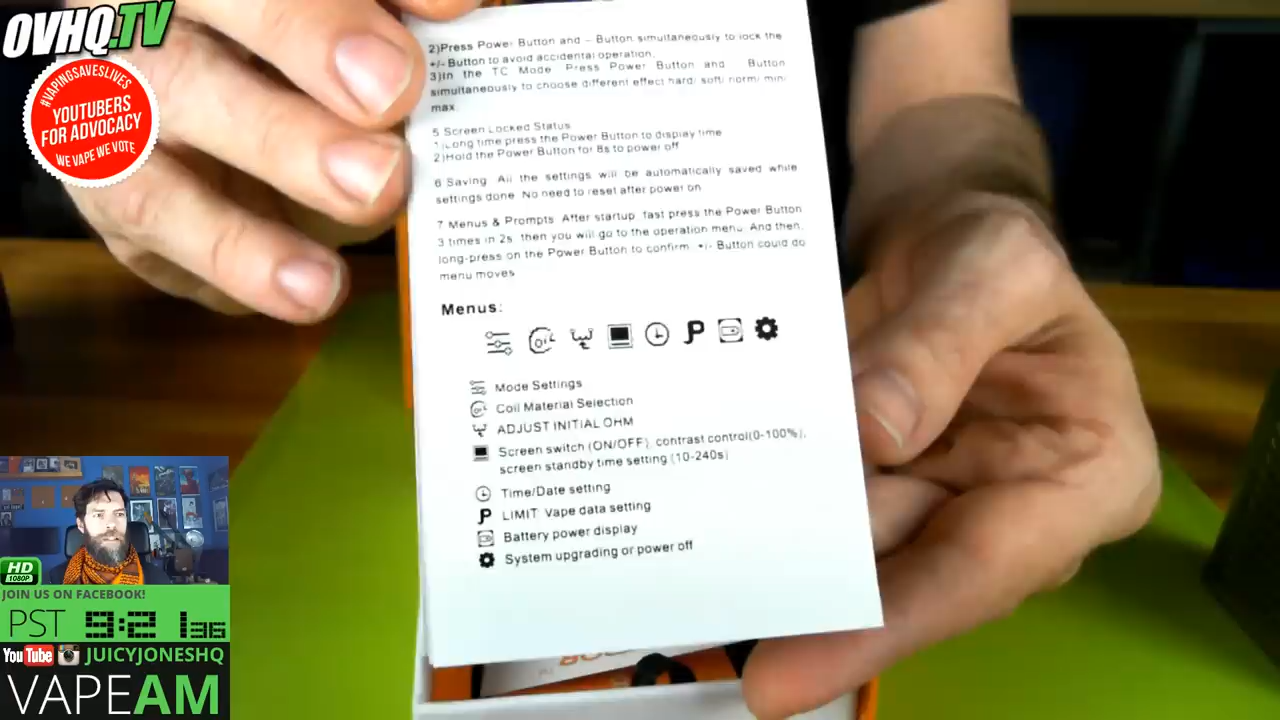 OVHQ.TV
#VAPINGSAVESLIVES
YOUTUBERS
FOR ADVOCACY
WE VAPE WE VOTE
2)Press Power Button and – Button simultaneously to lock the
+/- Button to avoid accidental operation.
3)In the TC Mode Press Power Button and Button
simultaneously to choose different effect hard/ soft/ norm/ min/
max.
5 Screen Locked Status
1)Long time press the Power Button to display time
2)Hold the Power Button for 8s to power off
6 Saving All the settings will be automatically saved while
settings done. No need to reset after power on
7 Menus & Prompts After startup, fast press the Power Button
3 times in 2s, then you will go to the operation menu. And then,
long-press on the Power Button to confirm. +/- Button could do
menu moves
Menus:
Mode Settings
Coil Material Selection
ADJUST INITIAL OHM
Screen switch (ON/OFF), contrast control(0-100%),
screen standby time setting (10-240s)
Time/Date setting
LIMIT: Vape data setting
Battery power display
System upgrading or power off
HD
1080P
JOIN US ON FACEBOOK!
PST 9:21 36
YouTube JUICYJONESHQ
VAPEAM